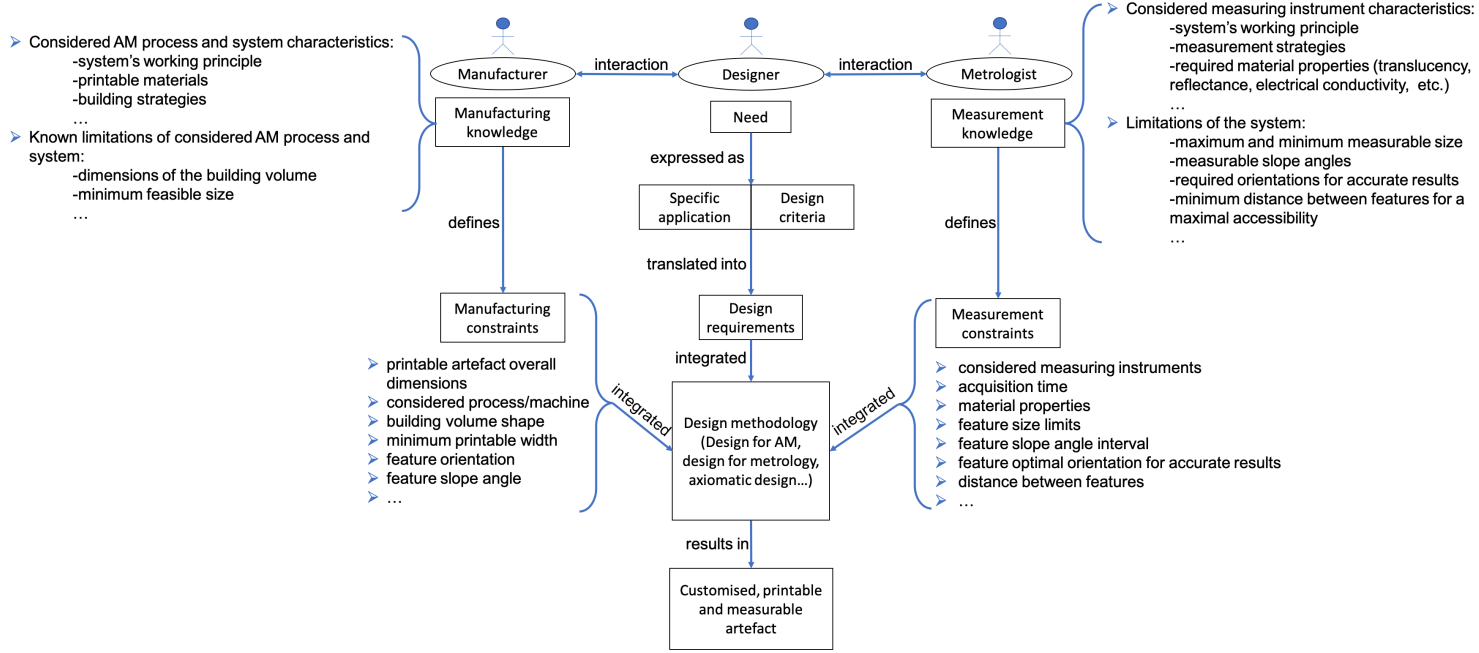 Considered AM process and system characteristics:
-system's working principle
-printable materials
-building strategies
…
Known limitations of considered AM process and
system:
-dimensions of the building volume
-minimum feasible size
…
Manufacturer
interaction
Designer
interaction
Metrologist
Considered measuring instrument characteristics:
-system's working principle
-measurement strategies
-required material properties (translucency,
reflectance, electrical conductivity, etc.)
…
Limitations of the system:
-maximum and minimum measurable size
-measurable slope angles
-required orientations for accurate results
-minimum distance between features for a
maximal accessibility
…
Manufacturing
knowledge
Need
Measurement
knowledge
expressed as
Specific
application
Design
criteria
defines
defines
translated into
Manufacturing
constraints
Design
requirements
Measurement
constraints
integrated
printable artefact overall
dimensions
considered process/machine
building volume shape
minimum printable width
feature orientation
feature slope angle
…
integrated
Design methodology
(Design for AM,
design for metrology,
axiomatic design…)
integrated
considered measuring instruments
acquisition time
material properties
feature size limits
feature slope angle interval
feature optimal orientation for accurate results
distance between features
…
results in
Customised, printable
and measurable
artefact